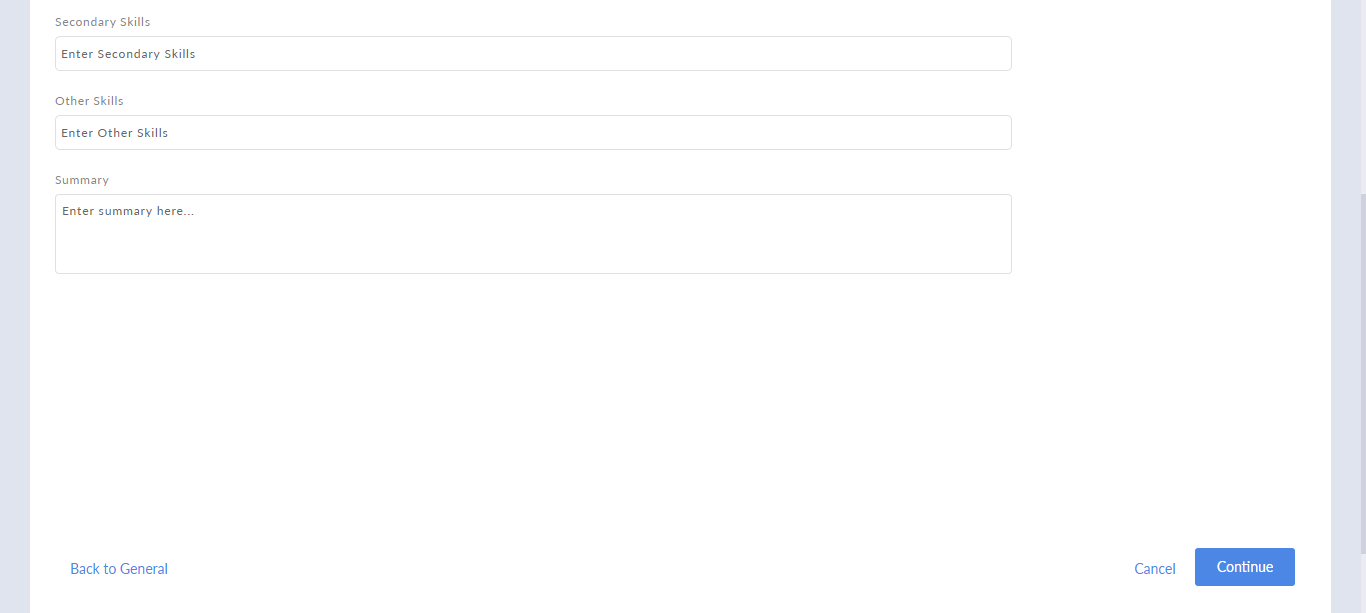 Secondary Skills
Enter Secondary Skills
Other Skills
Enter Other Skills
Summary
Enter summary here...
Back to General
Cancel
Continue